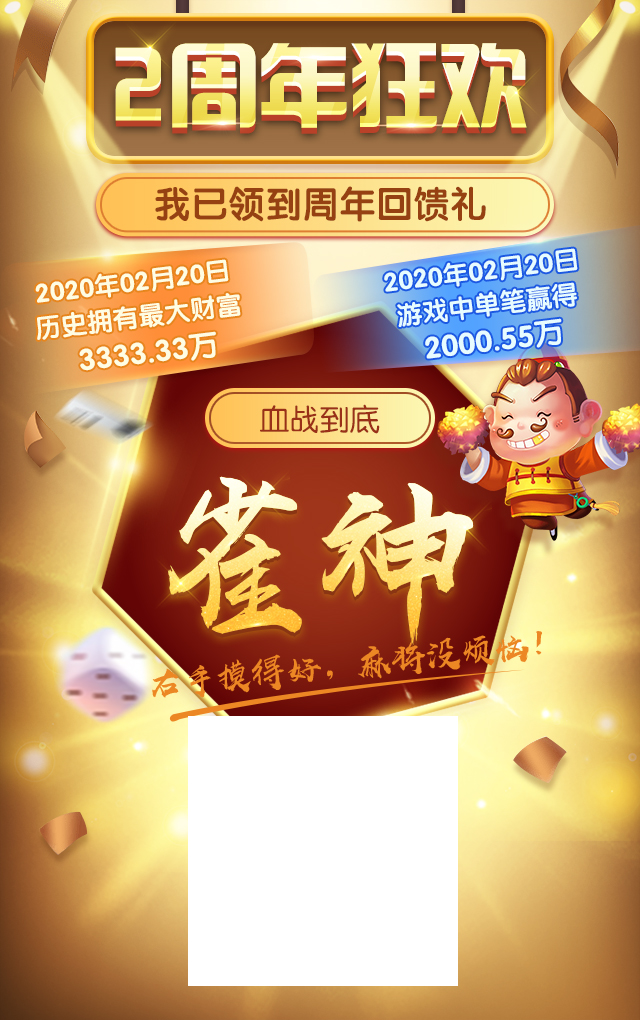 2周年狂欢
我已领到周年回馈礼
2020年02月20日
历史拥有最大财富
3333.33万
2020年02月20日
游戏中单笔赢得
2000.55万
血战到底
雀神
右手摸得好，麻将没烦恼！